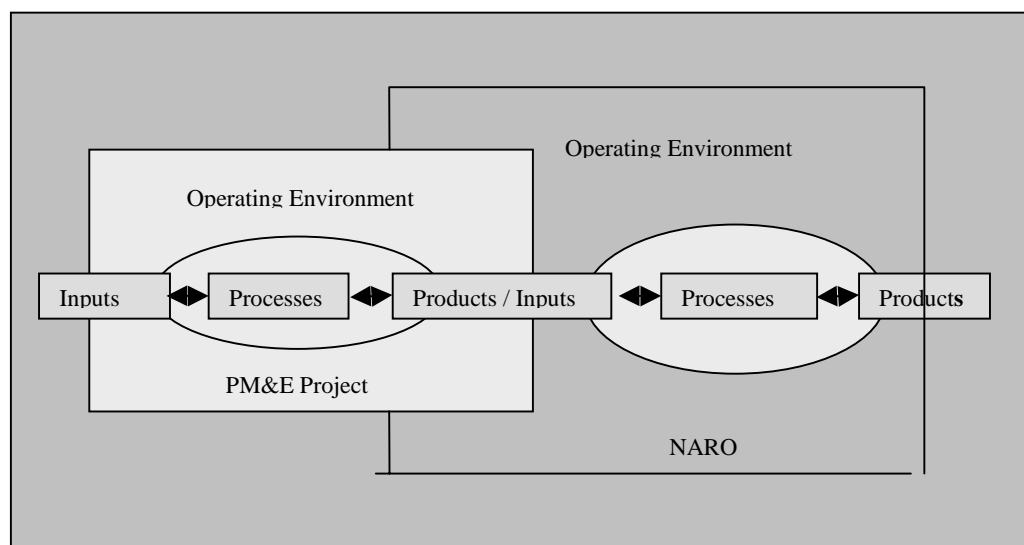 Operating Environment
Operating Environment
Inputs
Processes
Products / Inputs
Processes
Products
PM&E Project
NARO